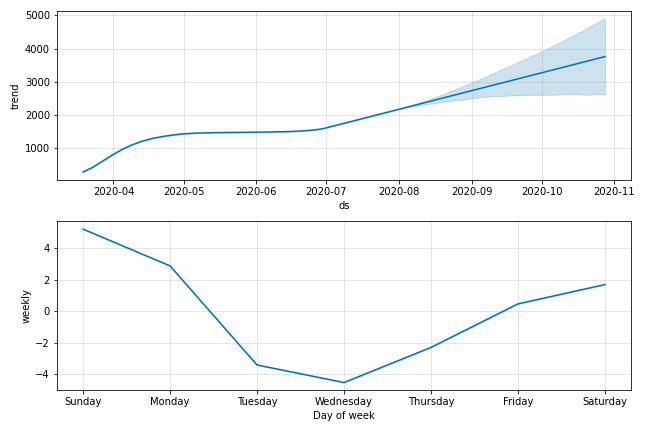 5000
4000
3000
2000
1000
trend
2020-04 2020-05 2020-06 2020-07 2020-08 2020-09 2020-10 2020-11
ds
4
2
0
−2
−4
weekly
Sunday Monday Tuesday Wednesday Thursday Friday Saturday
Day of week